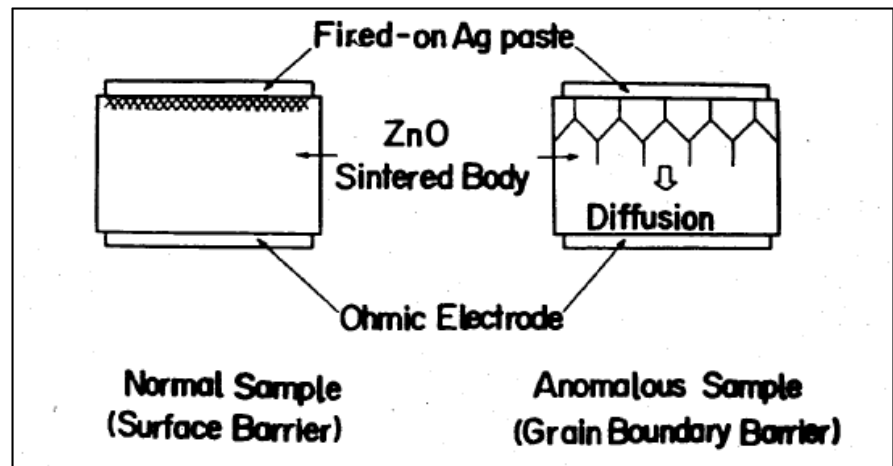 Fired-on Ag paste
ZnO
Sintered Body
Diffusion
Ohmic Electrode
Normal Sample
(Surface Barrier)
Anomalous Sample
(Grain Boundary Barrier)